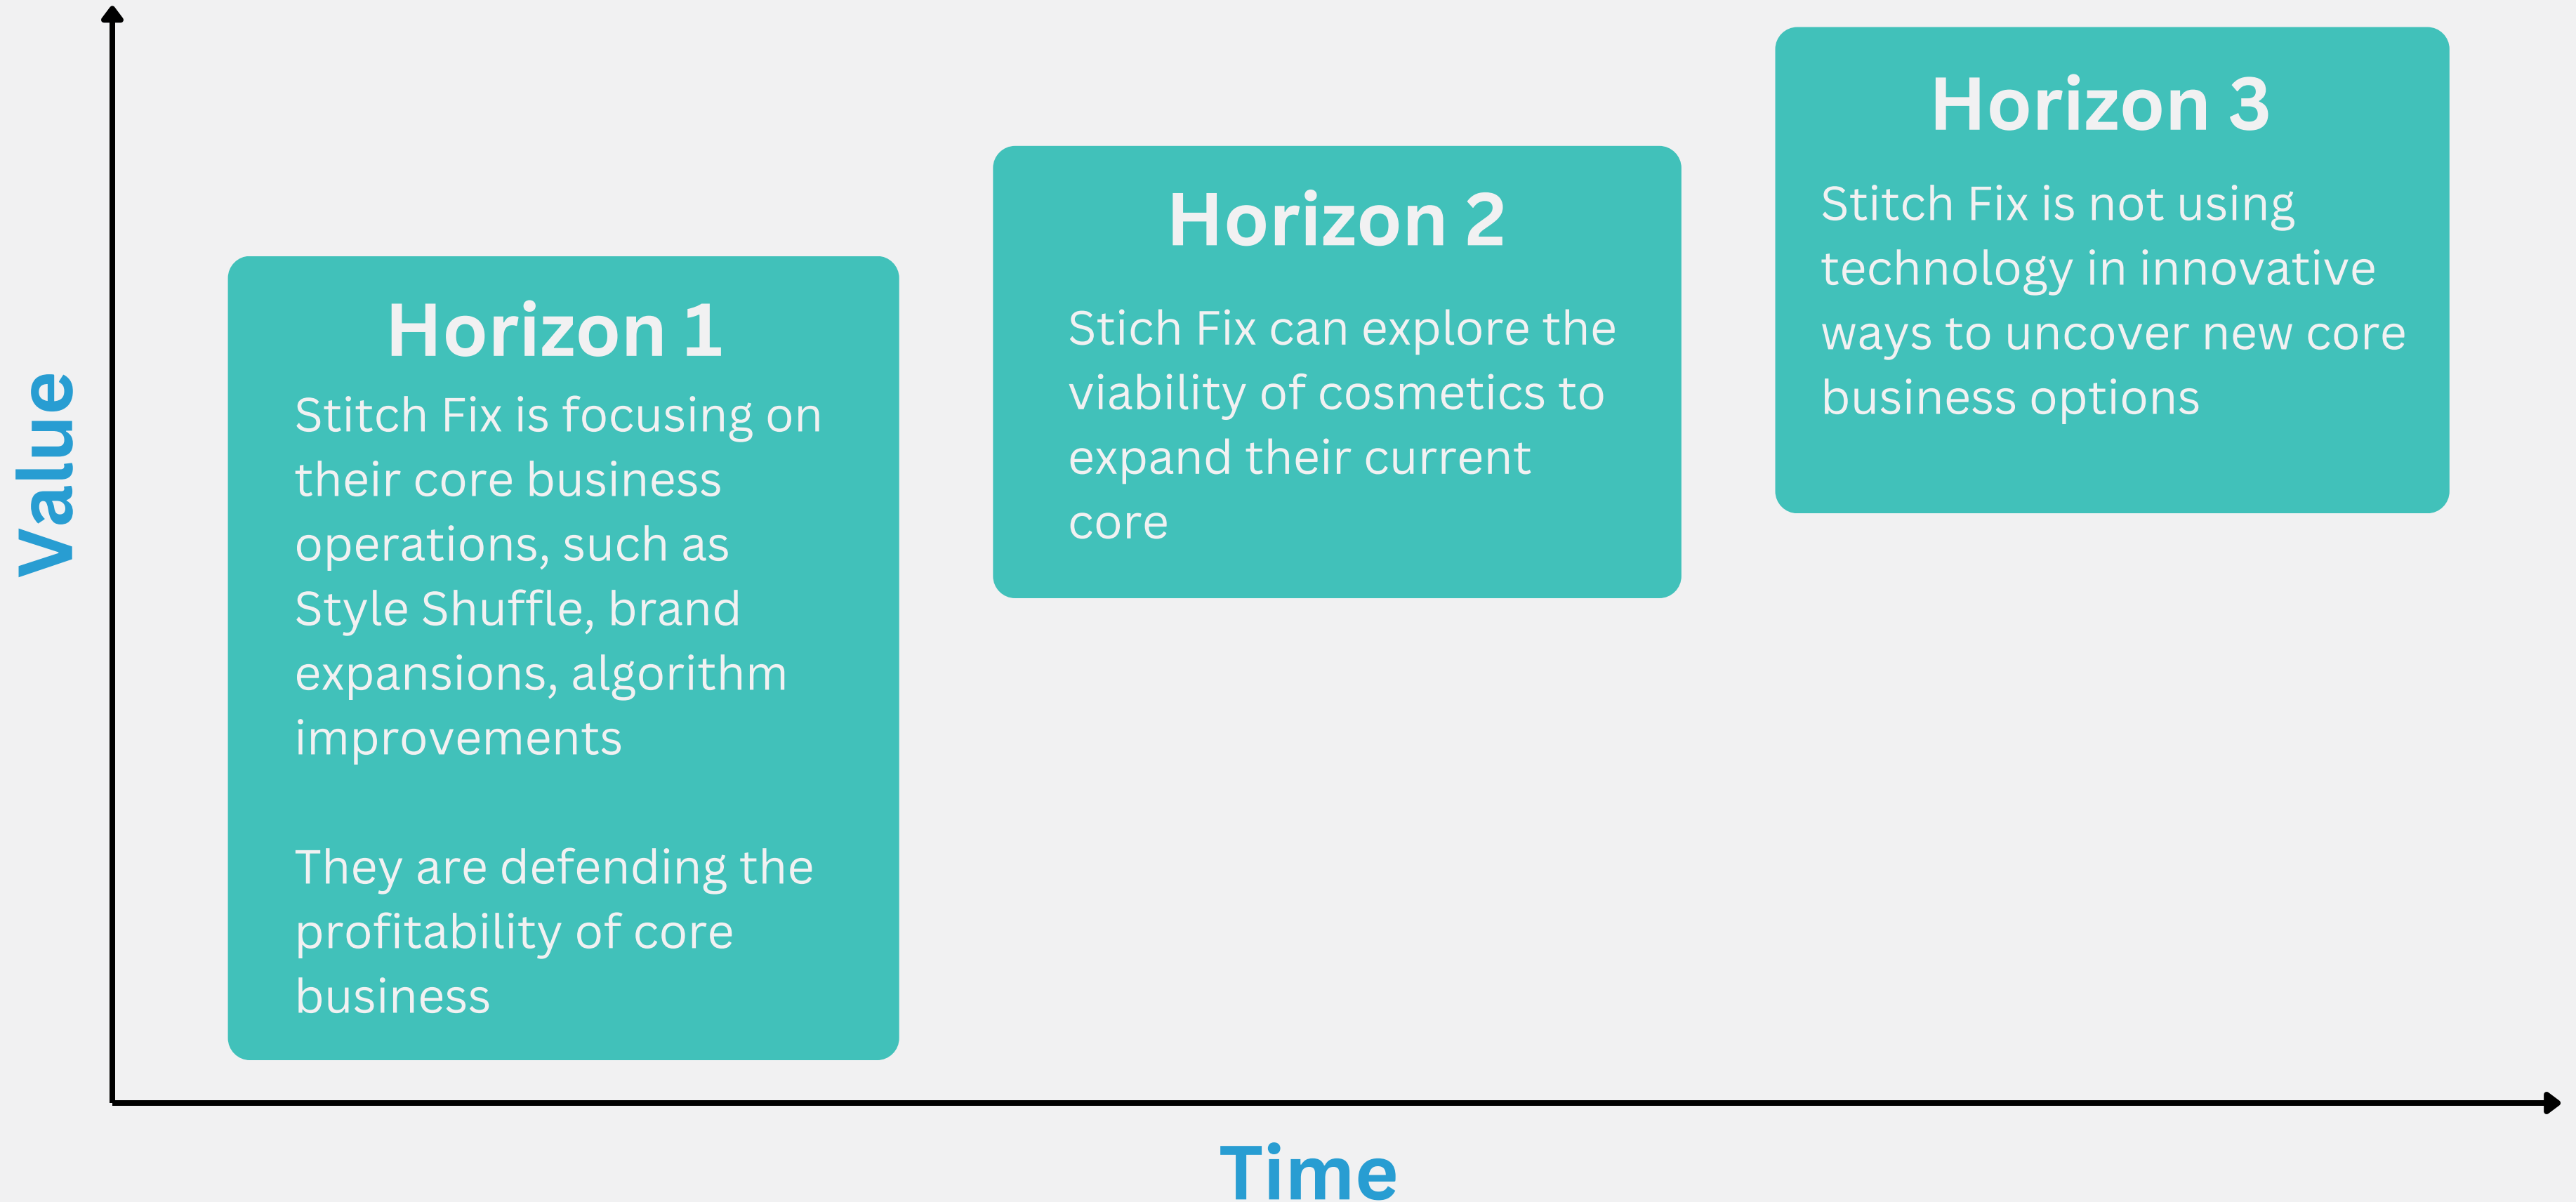 Value
Horizon 1
Stitch Fix is focusing on
their core business
operations, such as
Style Shuffle, brand
expansions, algorithm
improvements
They are defending the
profitability of core
business
Horizon 2
Stich Fix can explore the
viability of cosmetics to
expand their current
core
Horizon 3
Stitch Fix is not using
technology in innovative
ways to uncover new core
business options
Time